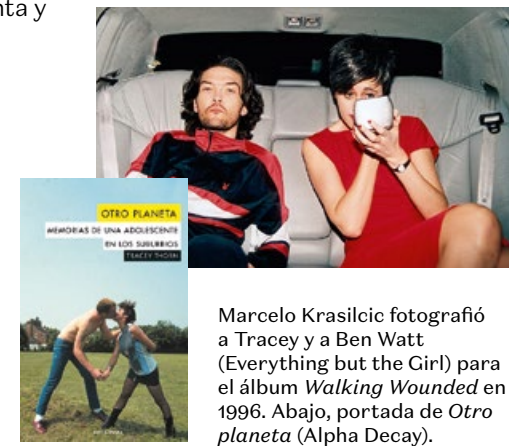 nta y
OTRO PLANETA
MEMORIAS DE UNA ADOLESCENTE
EN LOS SUBURBIOS
TRACEY THORN
Marcelo Krasilcic fotografió
a Tracey y a Ben Watt
(Everything but the Girl) para
el álbum Walking Wounded en
1996. Abajo, portada de Otro
planeta (Alpha Decay).